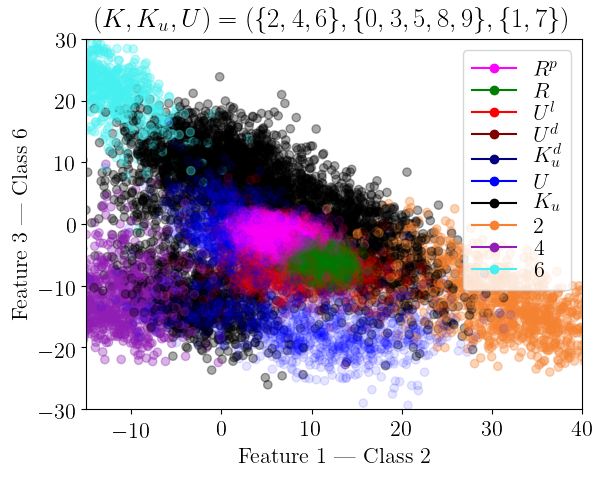 (K, K_u, U) = ({2, 4, 6}, {0, 3, 5, 8, 9}, {1, 7})
30
20
10
0
−10
−20
−30
Feature 3 — Class 6
R^p
R
U^l
U^d
K_u^d
U
K_u
2
4
6
−10
0
10
20
30
40
Feature 1 — Class 2